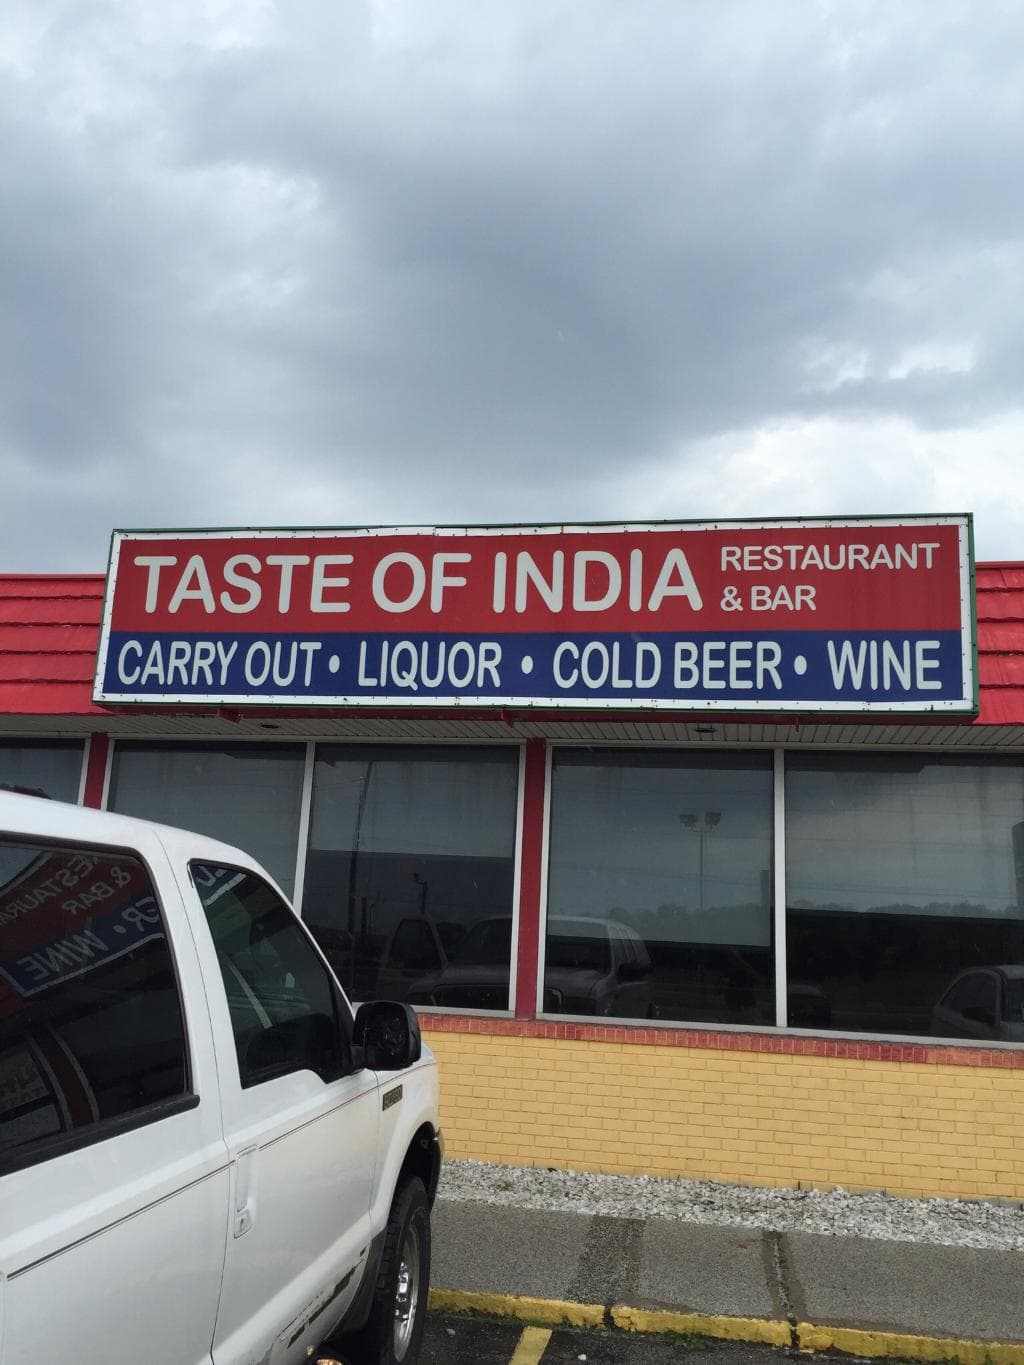 TASTE OF INDIA RESTAURANT
& BAR
CARRY OUT • LIQUOR • COLD BEER • WINE